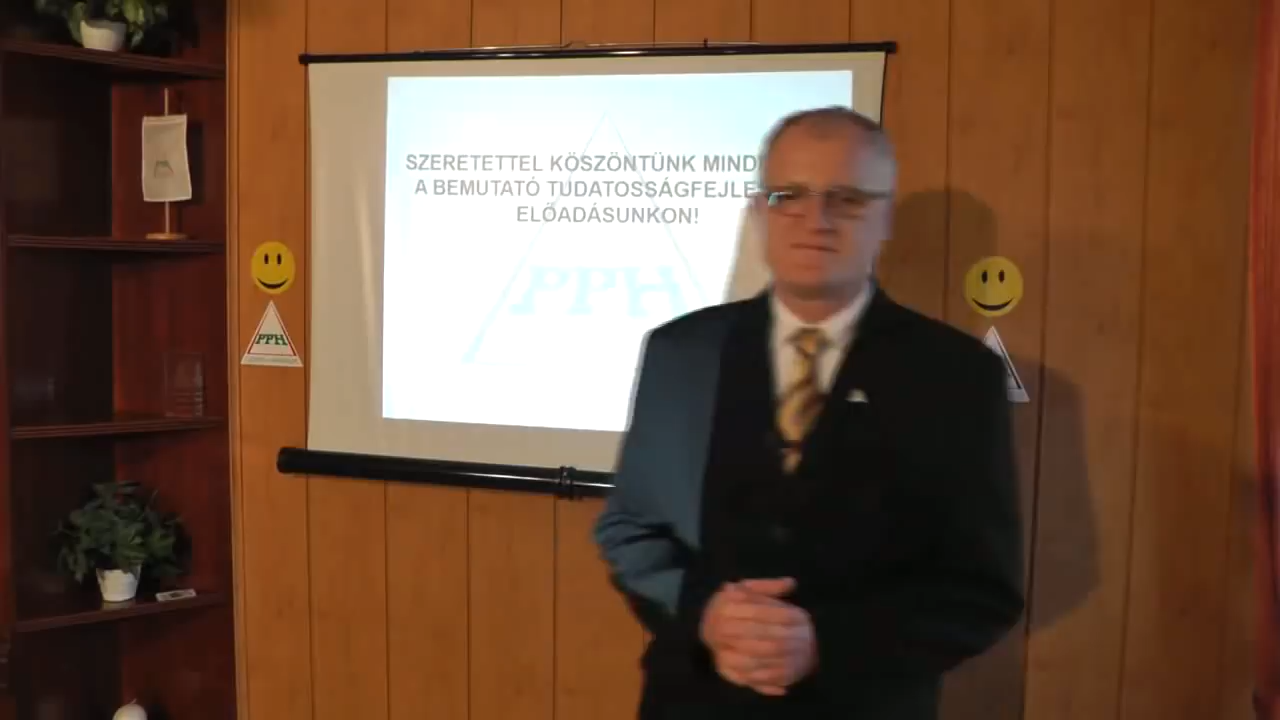 SZERETETTEL KÖSZÖNTÜNK
A BEMUTATÓ
ELŐADÁSUNKON!
PPH
PPH